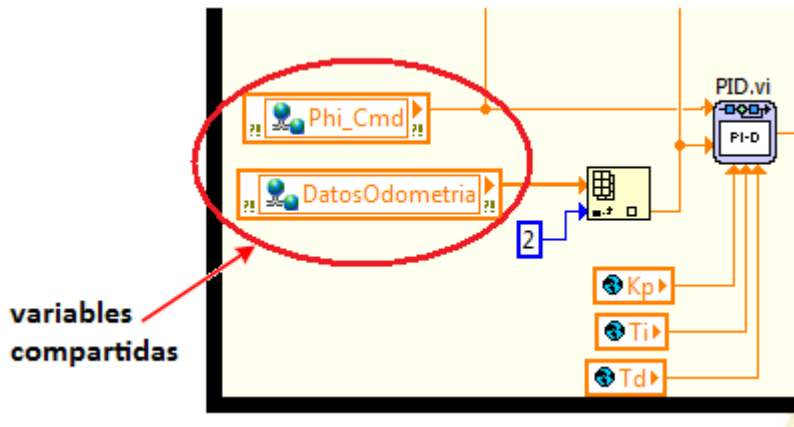 PID.vi
PI-D
Phi_Cmd
?!
?!
DatosOdometria
?!
?!
2
Kp
variables
compartidas
Ti
Td